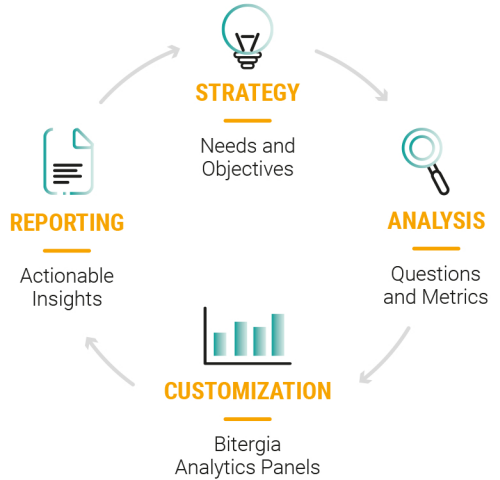 STRATEGY
Needs and
Objectives
ANALYSIS
Questions
and Metrics
CUSTOMIZATION
Bitergia
Analytics Panels
REPORTING
Actionable
Insights